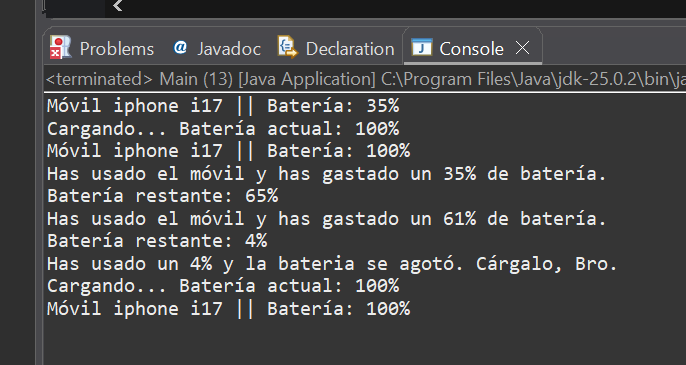 Problems Javadoc Declaration Console
<terminated> Main (13) [Java Application] C:\Program Files\Java\jdk-25.0.2\bin\ja
Móvil iphone i17 || Batería: 35%
Cargando... Batería actual: 100%
Móvil iphone i17 || Batería: 100%
Has usado el móvil y has gastado un 35% de batería.
Batería restante: 65%
Has usado el móvil y has gastado un 61% de batería.
Batería restante: 4%
Has usado un 4% y la bateria se agotó. Cárgalo, Bro.
Cargando... Batería actual: 100%
Móvil iphone i17 || Batería: 100%